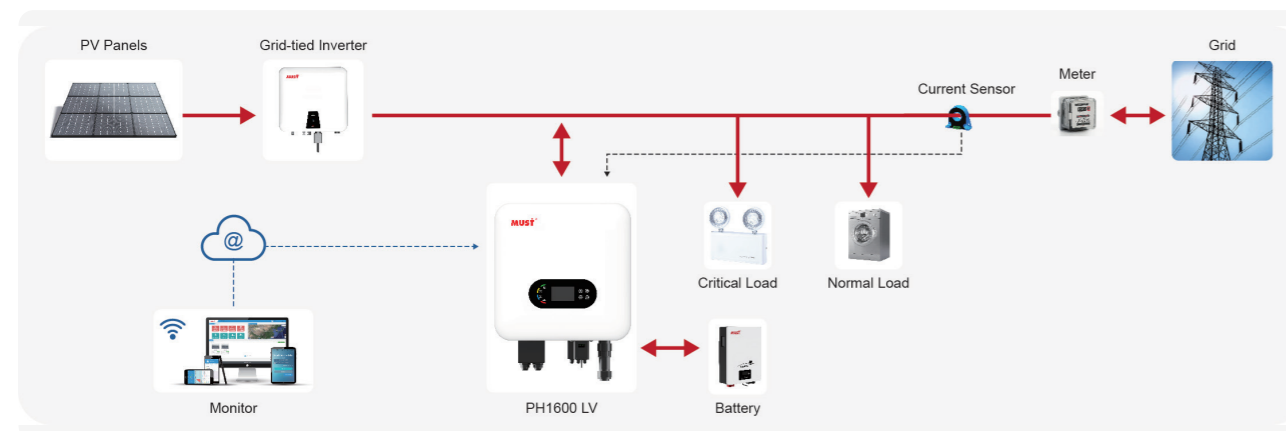 PV Panels
Grid-tied Inverter
Grid
Meter
Current Sensor
MUST
MUST
@
Critical Load
Normal Load
MUST
Monitor
PH1600 LV
Battery